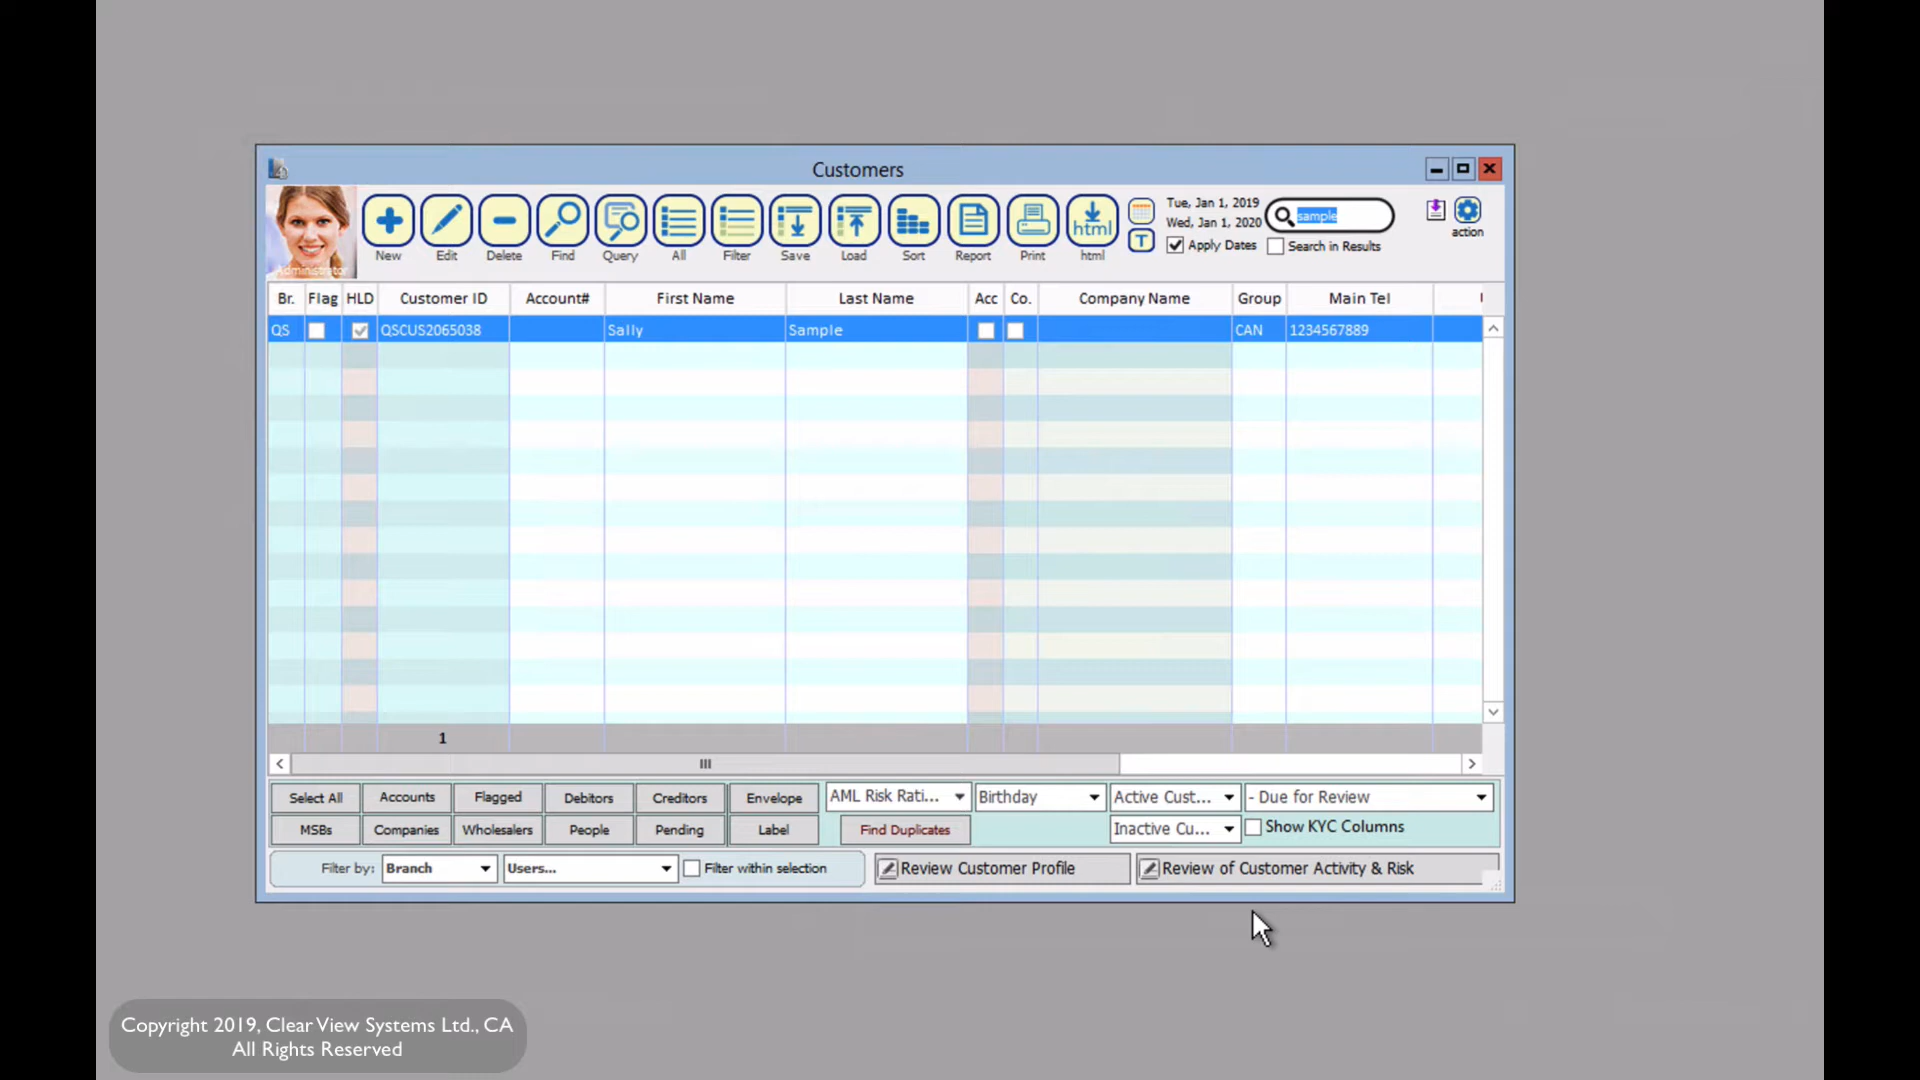 Customers
Administrator
New
Edit
Delete
Find
Query
All
Filter
Save
Load
Sort
Report
Print
html
html
T
Tue, Jan 1, 2019
Wed, Jan 1, 2020
Apply Dates
sample
Search in Results
action
Br. Flag HLD Customer ID Account# First Name Last Name Acc Co. Company Name Group Main Tel
QS QSCUS2065038 Sally Sample CAN 1234567889
1
Select All Accounts Flagged Debitors Creditors Envelope AML Risk Rati... Birthday Active Cust... - Due for Review
MSBs Companies Wholesalers People Pending Label Find Duplicates Inactive Cu... Show KYC Columns
Filter by: Branch Users... Filter within selection Review Customer Profile Review of Customer Activity & Risk
Copyright 2019, Clear View Systems Ltd., CA
All Rights Reserved